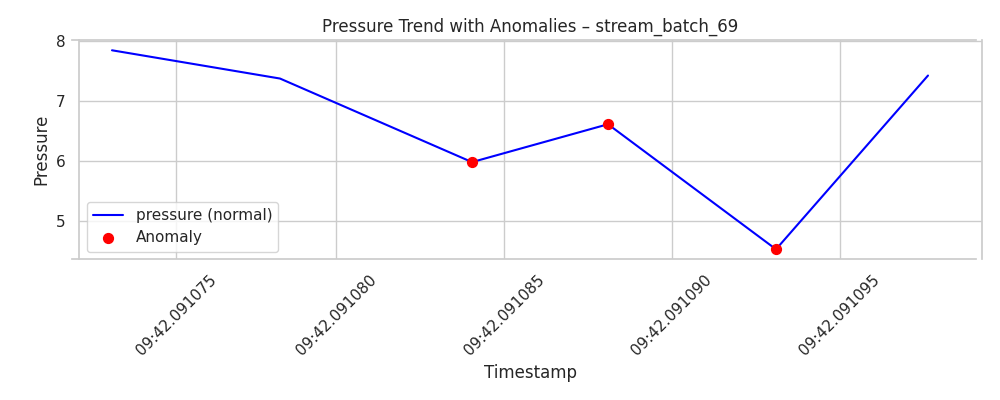 Pressure Trend with Anomalies – stream_batch_69
8
7
6
5
Pressure
pressure (normal)
Anomaly
09:42.091075
09:42.091080
09:42.091085
09:42.091090
09:42.091095
Timestamp